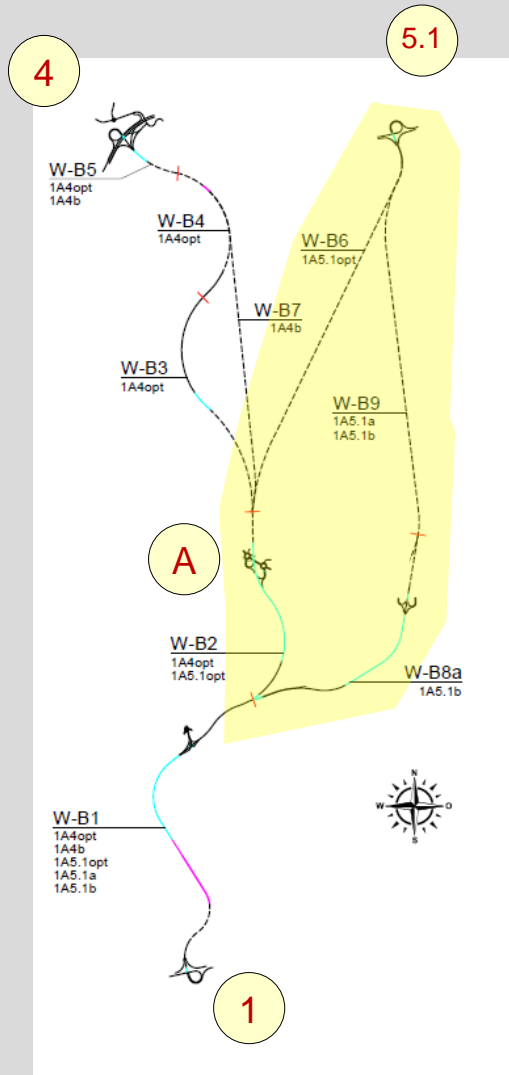 5.1
4
W-B5
1A4opt
1A4b
W-B4
1A4opt
W-B6
1A5.1opt
W-B7
1A4b
W-B3
1A4opt
W-B9
1A5.1a
1A5.1b
A
W-B2
1A4opt
1A5.1opt
W-B8a
1A5.1b
N
W
O
S
W-B1
1A4opt
1A4b
1A5.1opt
1A5.1a
1A5.1b
1